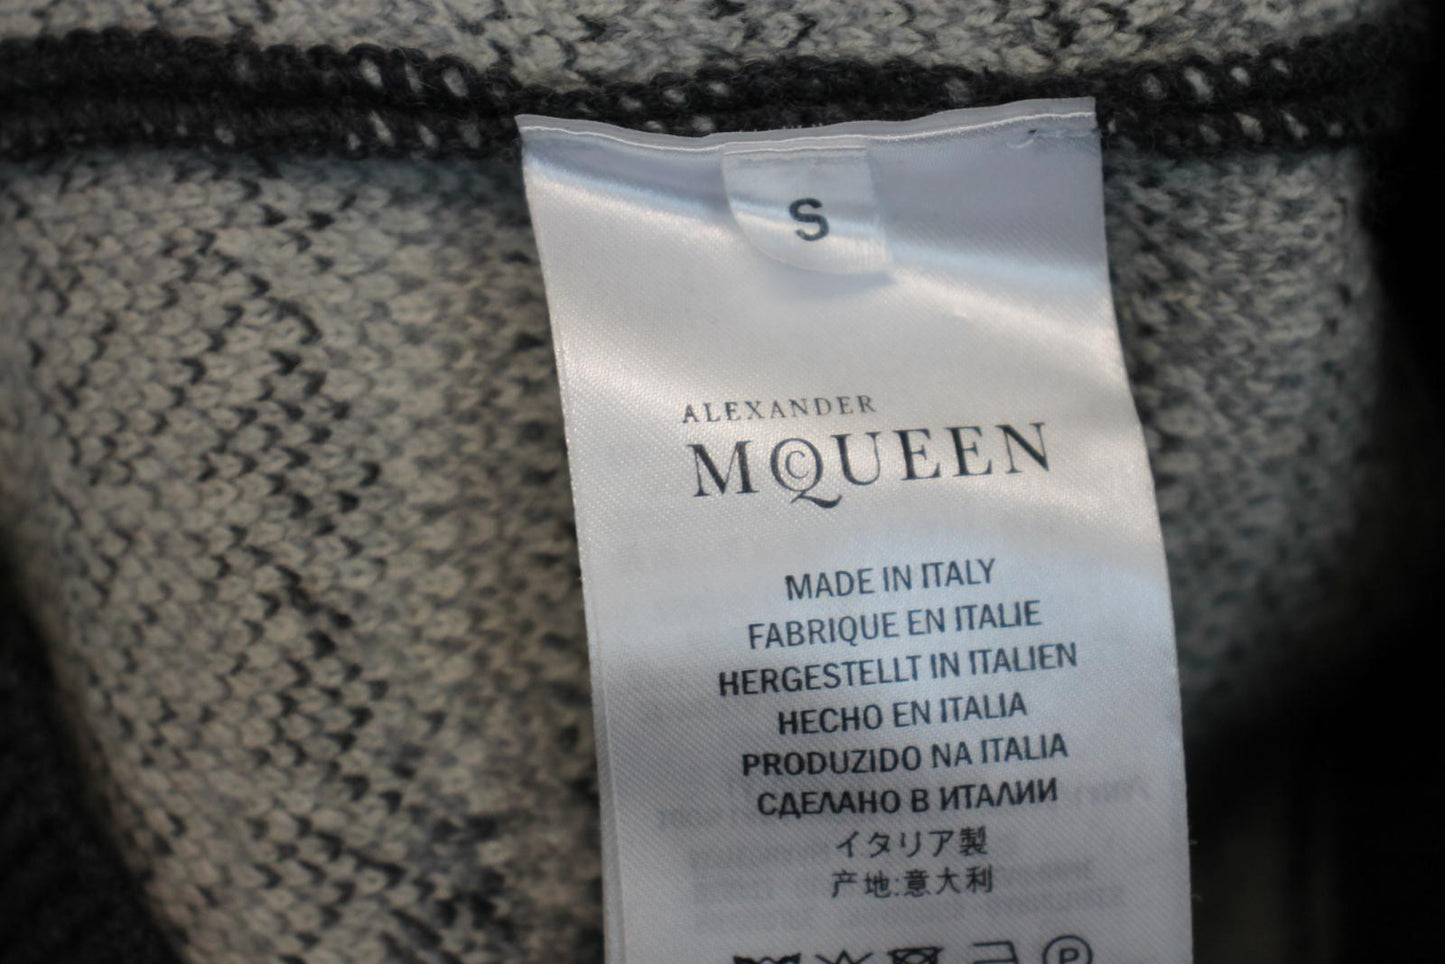 S
ALEXANDER
MCQUEEN
MADE IN ITALY
FABRIQUE EN ITALIE
HERGESTELLT IN ITALIEN
HECHO EN ITALIA
PRODUZIDO NA ITALIA
СДЕЛАНО В ИТАЛИИ
イタリア製
产地:意大利
P